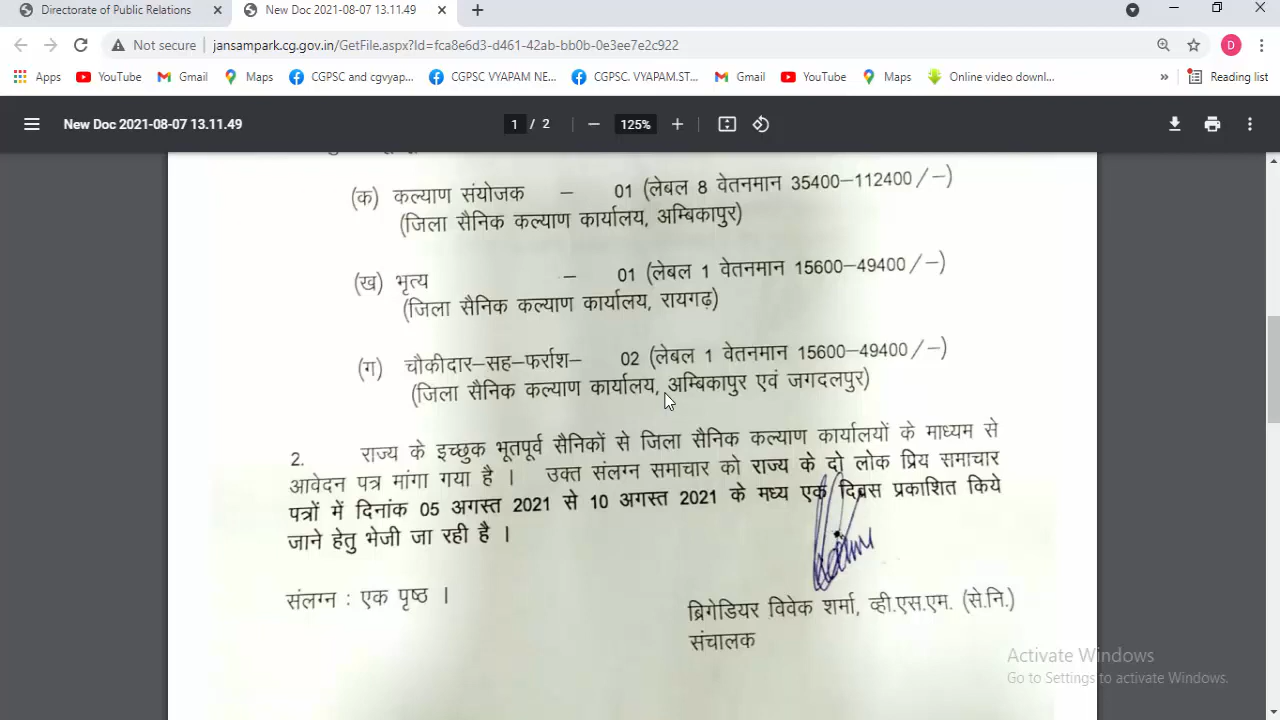 Directorate of Public Relations
New Doc 2021-08-07 13.11.49
Not secure
jansampark.cg.gov.in/GetFile.aspx?Id=fca8e6d3-d461-42ab-bb0b-0e3ee7e2c922
D
Apps YouTube Gmail Maps CGPSC and cgvyap... CGPSC VYAPAM NE... CGPSC. VYAPAM.ST... Gmail YouTube Maps Online video downl... » Reading list
New Doc 2021-08-07 13.11.49 1 / 2 125%
(क) कल्याण संयोजक – 01 (लेबल 8 वेतनमान 35400–112400/–)
(जिला सैनिक कल्याण कार्यालय, अम्बिकापुर)
(ख) भृत्य – 01 (लेबल 1 वेतनमान 15600–49400/–)
(जिला सैनिक कल्याण कार्यालय, रायगढ़)
(ग) चौकीदार–सह–फर्राश– 02 (लेबल 1 वेतनमान 15600–49400/–)
(जिला सैनिक कल्याण कार्यालय, अम्बिकापुर एवं जगदलपुर)
2. राज्य के इच्छुक भूतपूर्व सैनिकों से जिला सैनिक कल्याण कार्यालयों के माध्यम से
आवेदन पत्र मांगा गया है । उक्त संलग्न समाचार को राज्य के दो लोक प्रिय समाचार
पत्रों में दिनांक 05 अगस्त 2021 से 10 अगस्त 2021 के मध्य एक दिवस प्रकाशित किये
जाने हेतु भेजी जा रही है ।
संलग्न : एक पृष्ठ ।
ब्रिगेडियर विवेक शर्मा, व्ही.एस.एम. (से.नि.)
संचालक
Activate Windows
Go to Settings to activate Windows.